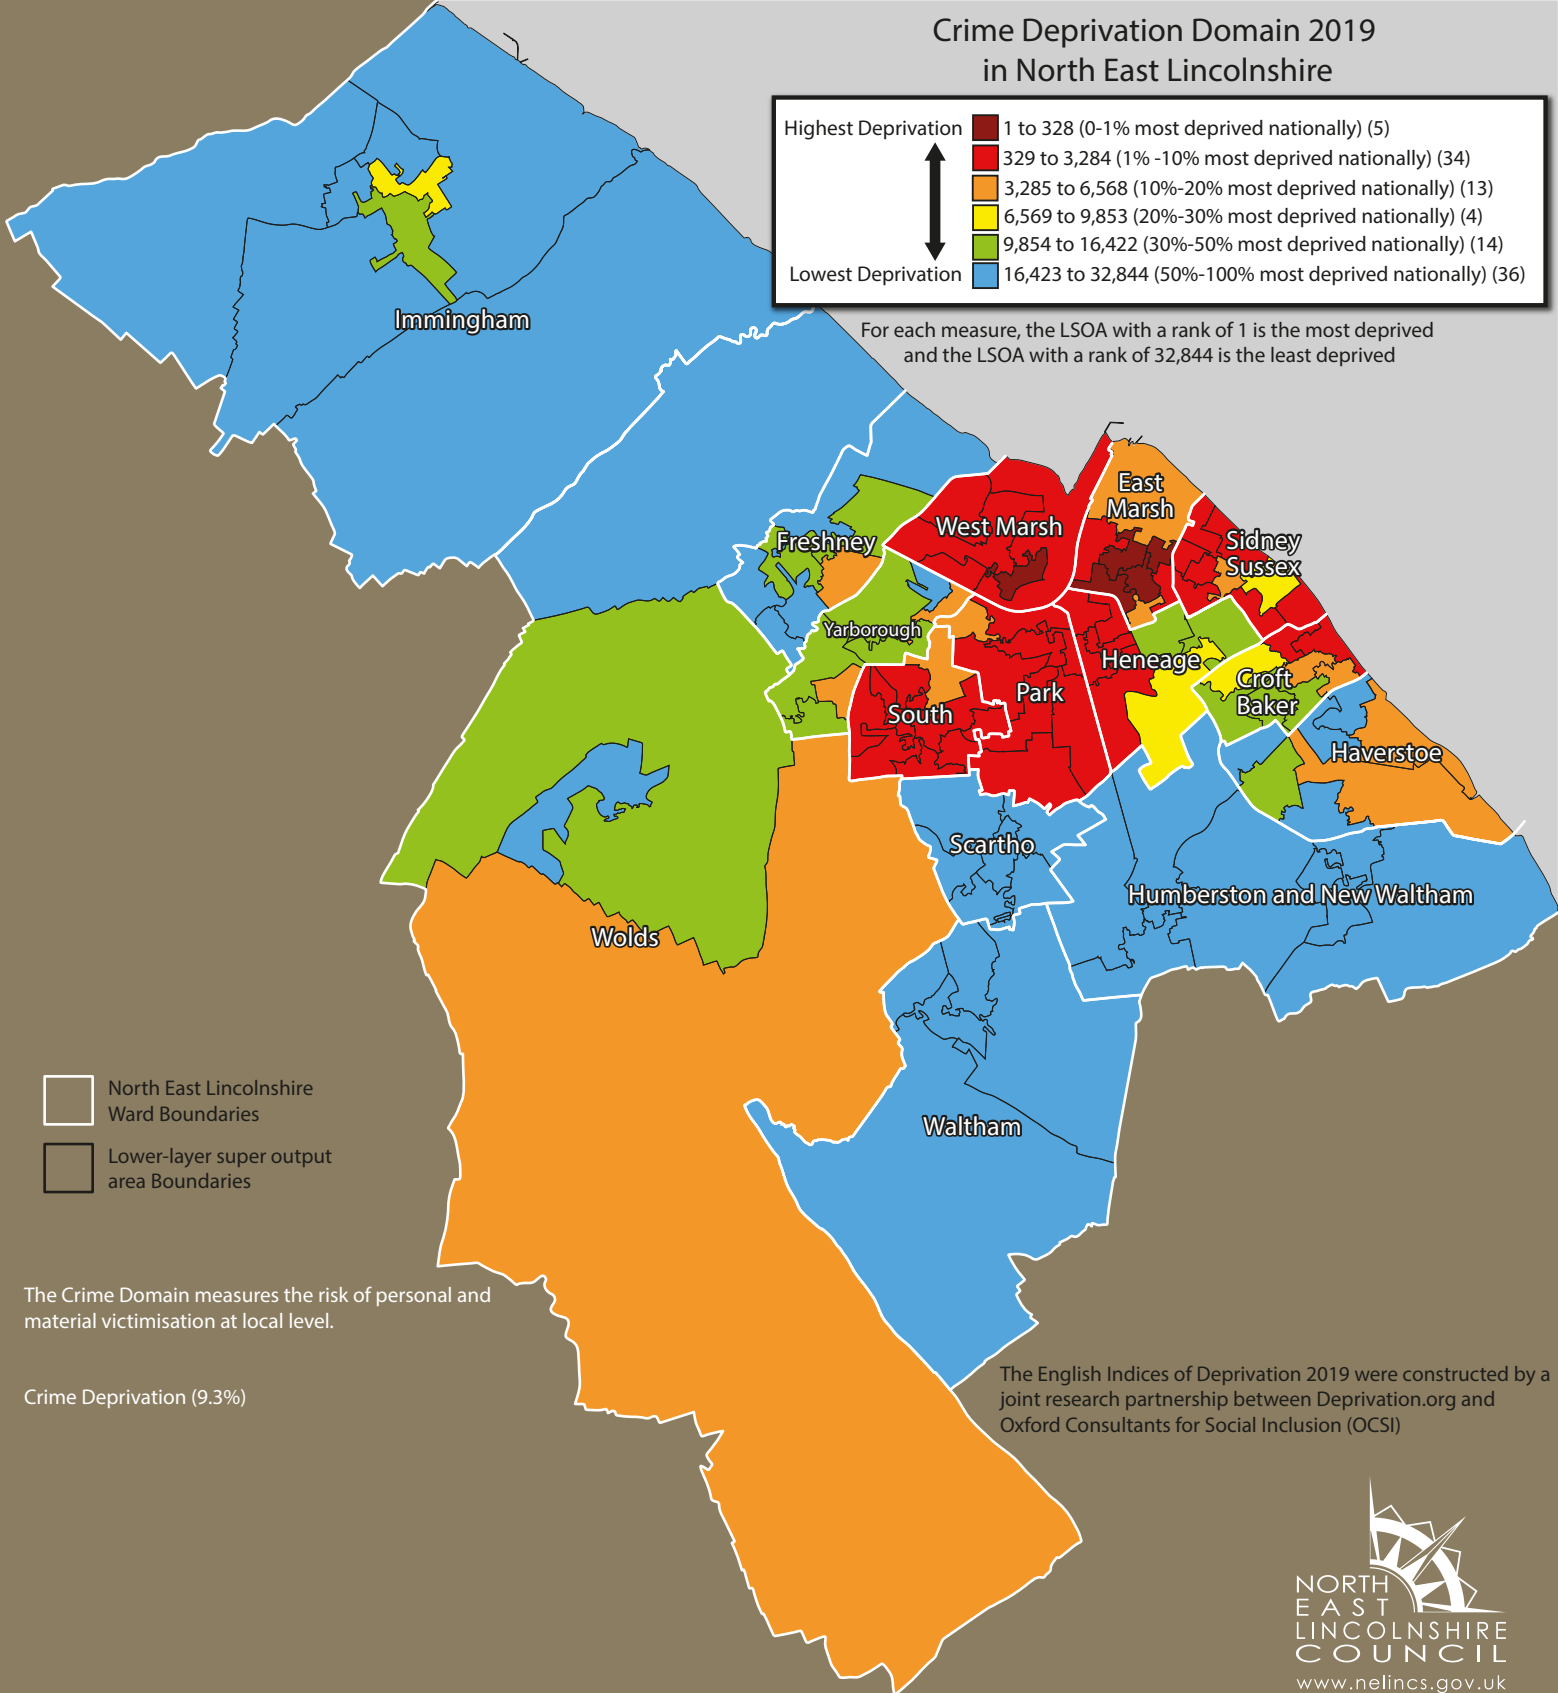 Crime Deprivation Domain 2019
in North East Lincolnshire
Highest Deprivation
1 to 328 (0-1% most deprived nationally) (5)
329 to 3,284 (1% -10% most deprived nationally) (34)
3,285 to 6,568 (10%-20% most deprived nationally) (13)
6,569 to 9,853 (20%-30% most deprived nationally) (4)
9,854 to 16,422 (30%-50% most deprived nationally) (14)
Lowest Deprivation
16,423 to 32,844 (50%-100% most deprived nationally) (36)
For each measure, the LSOA with a rank of 1 is the most deprived
and the LSOA with a rank of 32,844 is the least deprived
Immingham
East
Marsh
West Marsh
Sidney
Sussex
Freshney
Yarborough
Heneage
Croft
Baker
Park
South
Haverstoe
Scartho
Humberston and New Waltham
Wolds
Waltham
North East Lincolnshire
Ward Boundaries
Lower-layer super output
area Boundaries
The Crime Domain measures the risk of personal and
material victimisation at local level.
Crime Deprivation (9.3%)
The English Indices of Deprivation 2019 were constructed by a
joint research partnership between Deprivation.org and
Oxford Consultants for Social Inclusion (OCSI)
NORTH
EAST
LINCOLNSHIRE
COUNCIL
www.nelincs.gov.uk